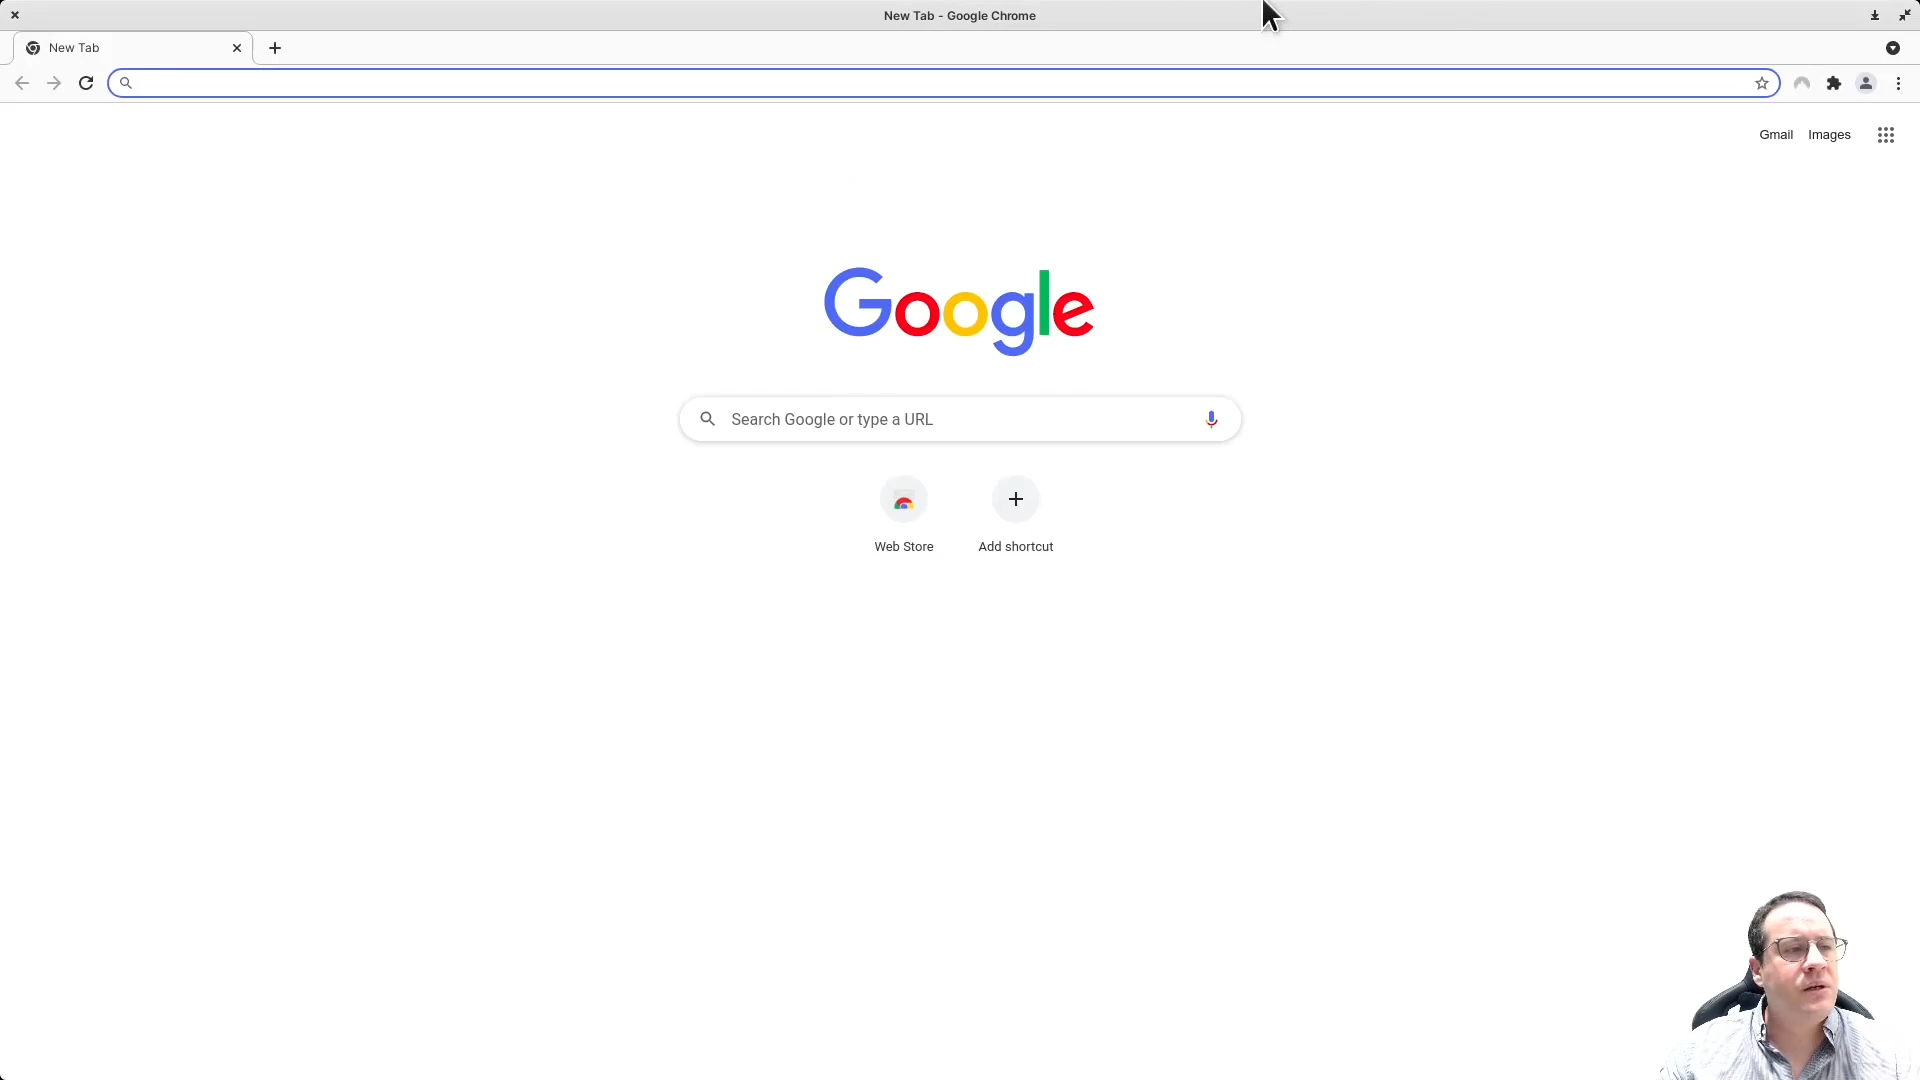 New Tab - Google Chrome
New Tab
Gmail Images
Google
Search Google or type a URL
Web Store Add shortcut